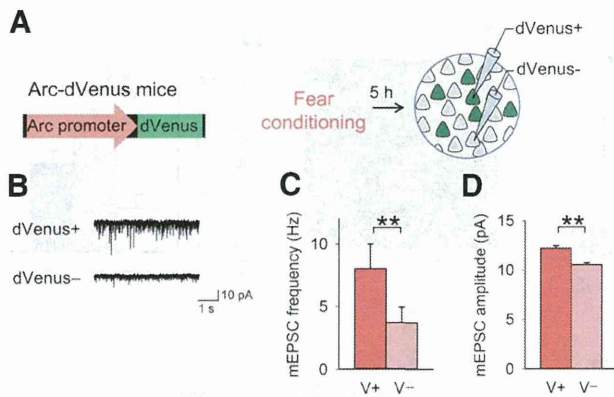 A
Arc-dVenus mice
Arc promoter
dVenus
Fear
conditioning
5 h
dVenus+
dVenus-
B
dVenus+
dVenus–
10 pA
1 s
C
mEPSC frequency (Hz)
10
5
0
**
V+
V–
D
mEPSC amplitude (pA)
15
10
5
0
**
V+
V–